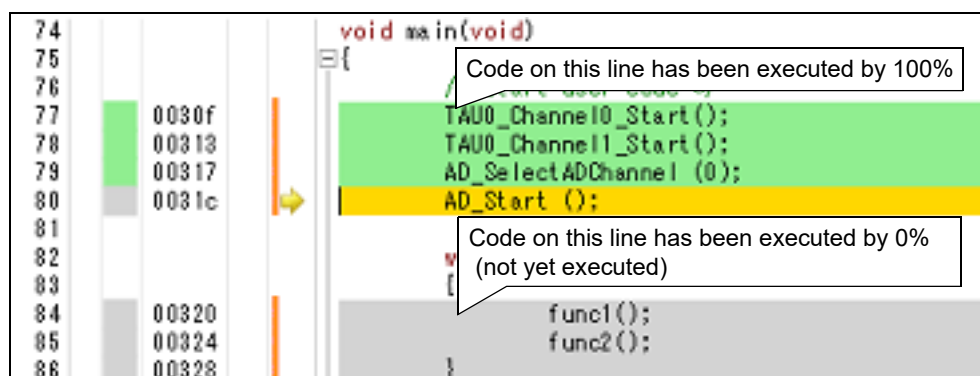 74 void main(void)
75 {
76 /
Code on this line has been executed by 100%
77 0030f TAU0_Channel0_Start();
78 00313 TAU0_Channel1_Start();
79 00317 AD_SelectADChannel (0);
80 0031c AD_Start ();
81
Code on this line has been executed by 0%
(not yet executed)
82
83
84 00320 func1();
85 00324 func2();
86 00328 }